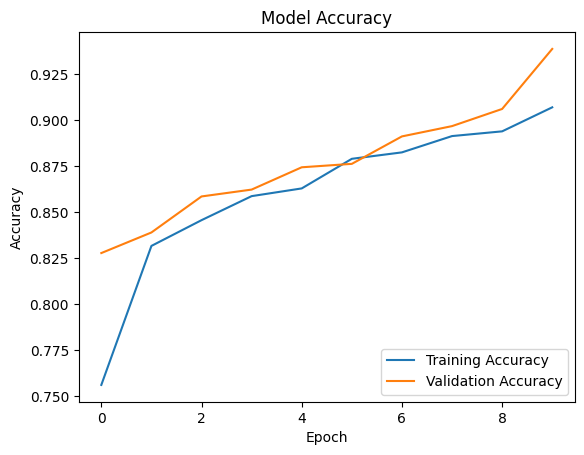 Model Accuracy
Accuracy
0.925
0.900
0.875
0.850
0.825
0.800
0.775
0.750
0
2
4
6
8
Epoch
Training Accuracy
Validation Accuracy